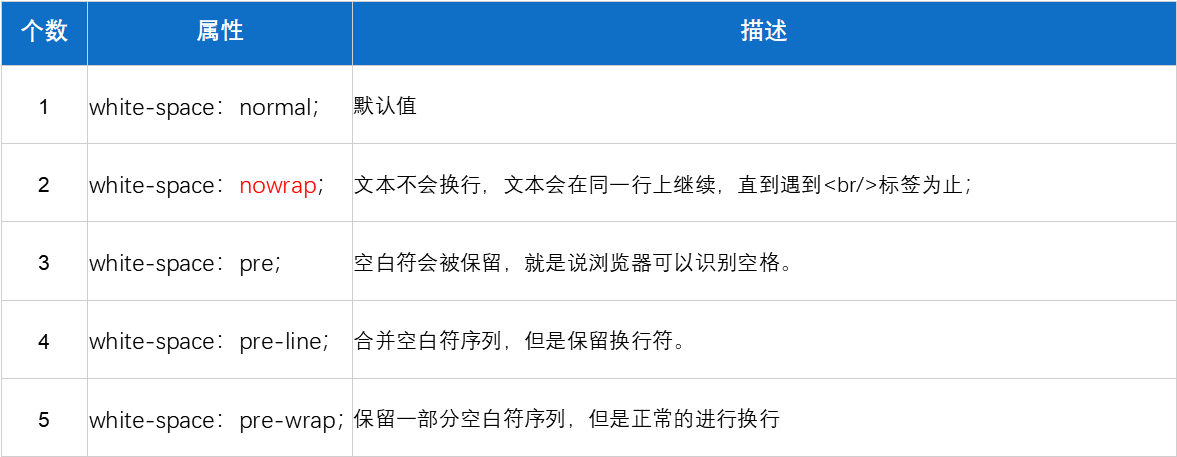 个数 属性 描述
1 white-space：normal； 默认值
2 white-space：nowrap； 文本不会换行，文本会在同一行上继续，直到遇到<br/>标签为止；
3 white-space：pre； 空白符会被保留，就是说浏览器可以识别空格。
4 white-space：pre-line； 合并空白符序列，但是保留换行符。
5 white-space：pre-wrap； 保留一部分空白符序列，但是正常的进行换行